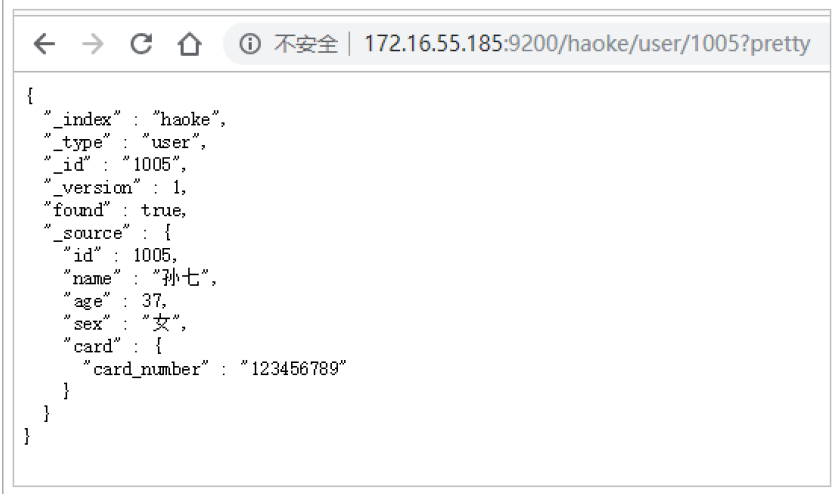 不安全 | 172.16.55.185:9200/haoke/user/1005?pretty
{
  "_index" : "haoke",
  "_type" : "user",
  "_id" : "1005",
  "_version" : 1,
  "found" : true,
  "_source" : {
    "id" : 1005,
    "name" : "孙七",
    "age" : 37,
    "sex" : "女",
    "card" : {
      "card_number" : "123456789"
    }
  }
}